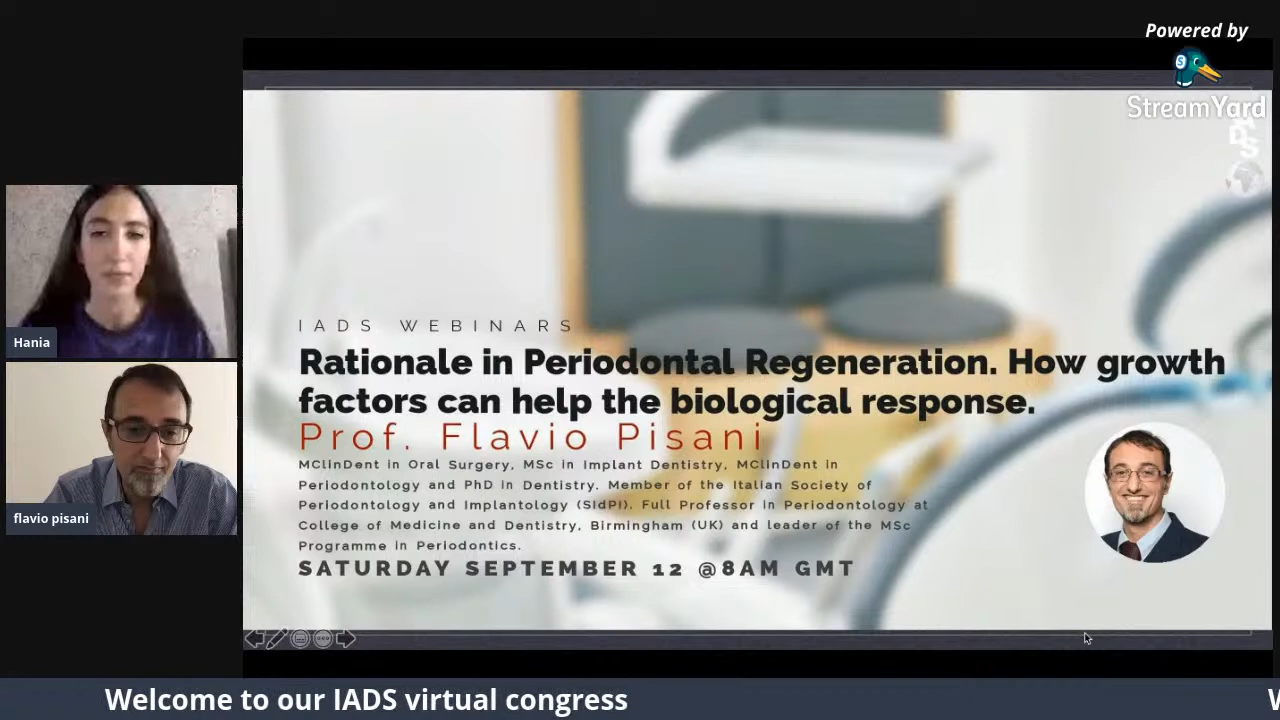 Powered by
StreamYard
Hania
flavio pisani
IADS WEBINARS
Rationale in Periodontal Regeneration. How growth
factors can help the biological response.
Prof. Flavio Pisani
MClinDent in Oral Surgery, MSc in Implant Dentistry, MClinDent in
Periodontology and PhD in Dentistry. Member of the Italian Society of
Periodontology and Implantology (SIdPI). Full Professor in Periodontology at
College of Medicine and Dentistry, Birmingham (UK) and leader of the MSc
Programme in Periodontics.
SATURDAY SEPTEMBER 12 @8AM GMT
Welcome to our IADS virtual congress